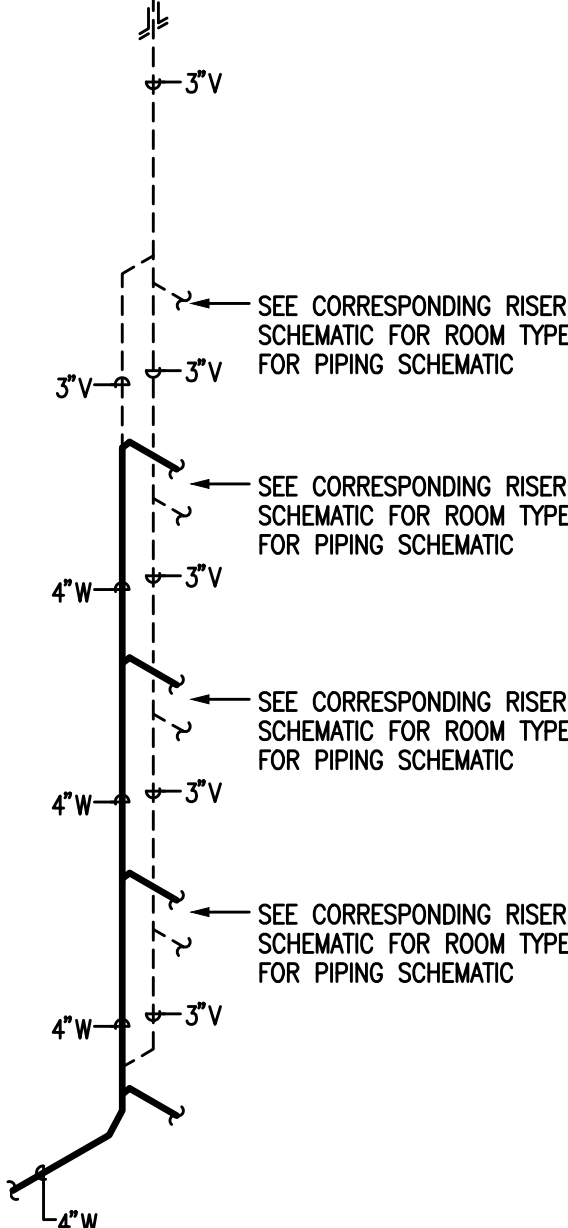 3"V
SEE CORRESPONDING RISER
SCHEMATIC FOR ROOM TYPE
FOR PIPING SCHEMATIC
3"V
3"V
SEE CORRESPONDING RISER
SCHEMATIC FOR ROOM TYPE
FOR PIPING SCHEMATIC
3"V
4"W
SEE CORRESPONDING RISER
SCHEMATIC FOR ROOM TYPE
FOR PIPING SCHEMATIC
3"V
4"W
SEE CORRESPONDING RISER
SCHEMATIC FOR ROOM TYPE
FOR PIPING SCHEMATIC
3"V
4"W
4"W